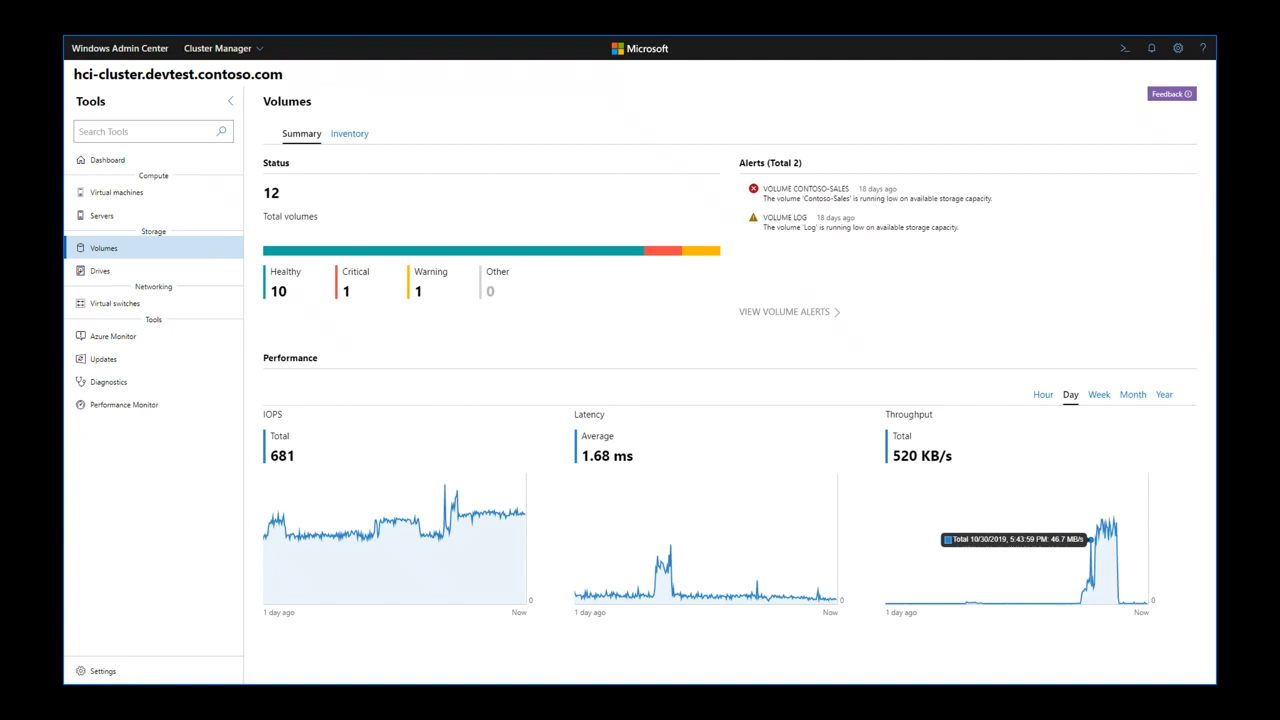 Windows Admin Center Cluster Manager Microsoft >_ ?
hci-cluster.devtest.contoso.com
Tools
Search Tools
Dashboard
Compute
Virtual machines
Servers
Storage
Volumes
Drives
Networking
Virtual switches
Tools
Azure Monitor
Updates
Diagnostics
Performance Monitor
Settings
Volumes
Feedback
Summary Inventory
Status
12
Total volumes
Healthy Critical Warning Other
10 1 1 0
Alerts (Total 2)
VOLUME CONTOSO-SALES 18 days ago
The volume 'Contoso-Sales' is running low on available storage capacity.
VOLUME LOG 18 days ago
The volume 'Log' is running low on available storage capacity.
VIEW VOLUME ALERTS
Performance
Hour Day Week Month Year
IOPS
Total
681
0
1 day ago Now
Latency
Average
1.68 ms
0
1 day ago Now
Throughput
Total
520 KB/s
Total 10/30/2019, 5:43:59 PM: 46.7 MB/s
0
1 day ago Now